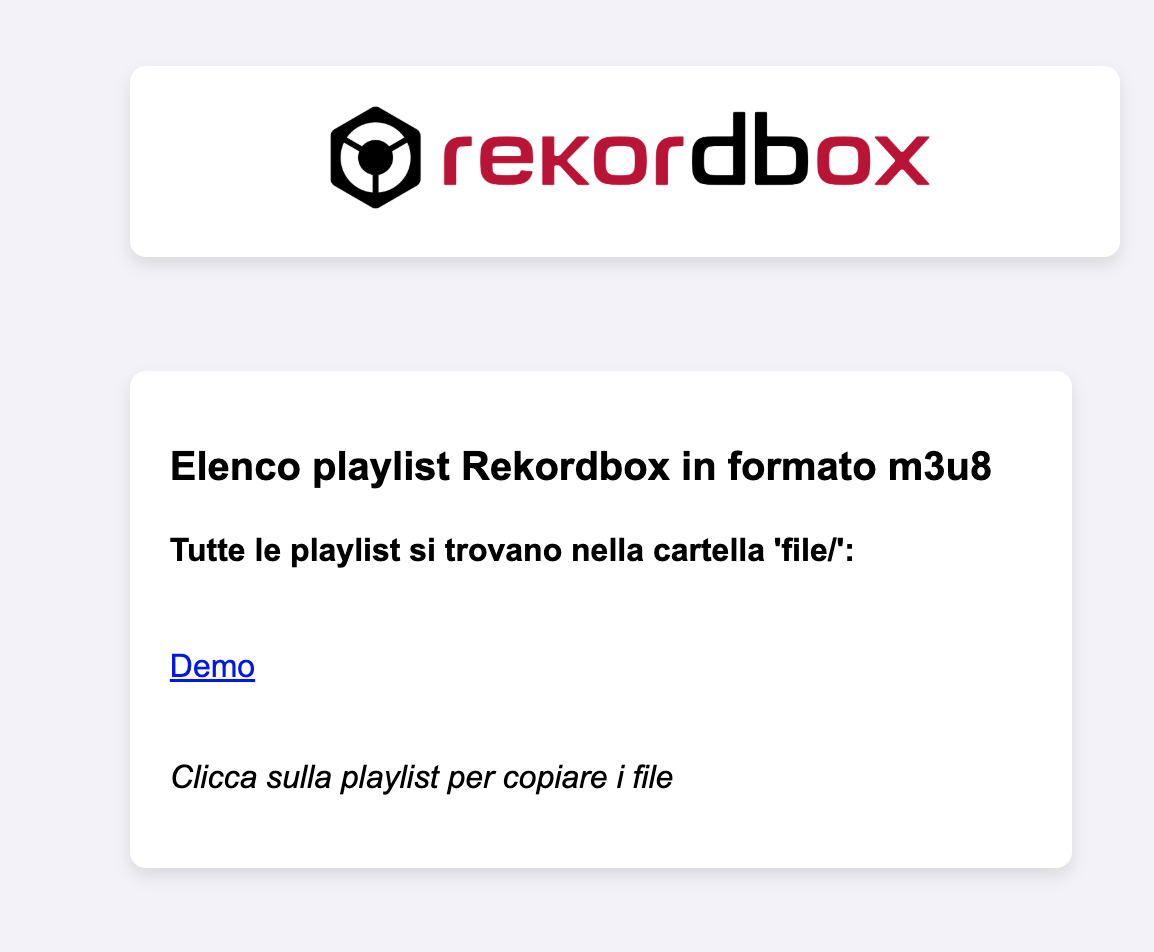 rekordbox
Elenco playlist Rekordbox in formato m3u8
Tutte le playlist si trovano nella cartella 'file/':
Demo
Clicca sulla playlist per copiare i file